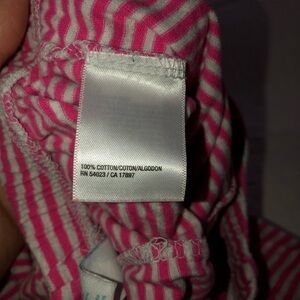 100% COTTON/COTON/ALGODON
RN 54023 / CA 17897